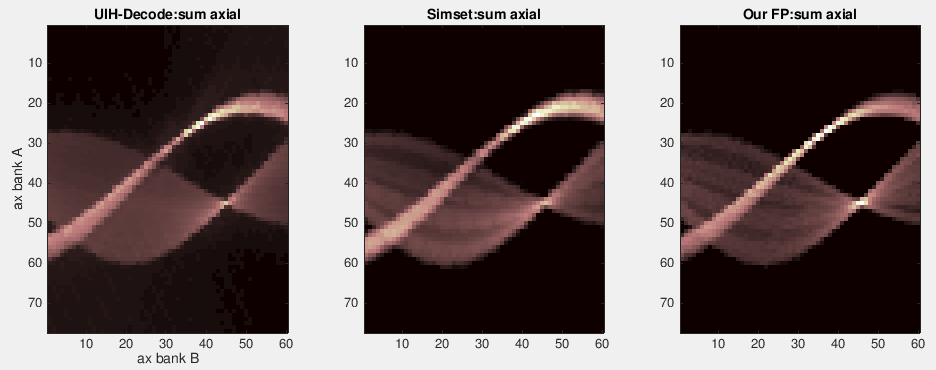 UIH-Decode:sum axial
Simset:sum axial
Our FP:sum axial
ax bank A
10
20
30
40
50
60
70
10 20 30 40 50 60
ax bank B
10
20
30
40
50
60
70
10 20 30 40 50 60
10
20
30
40
50
60
70
10 20 30 40 50 60